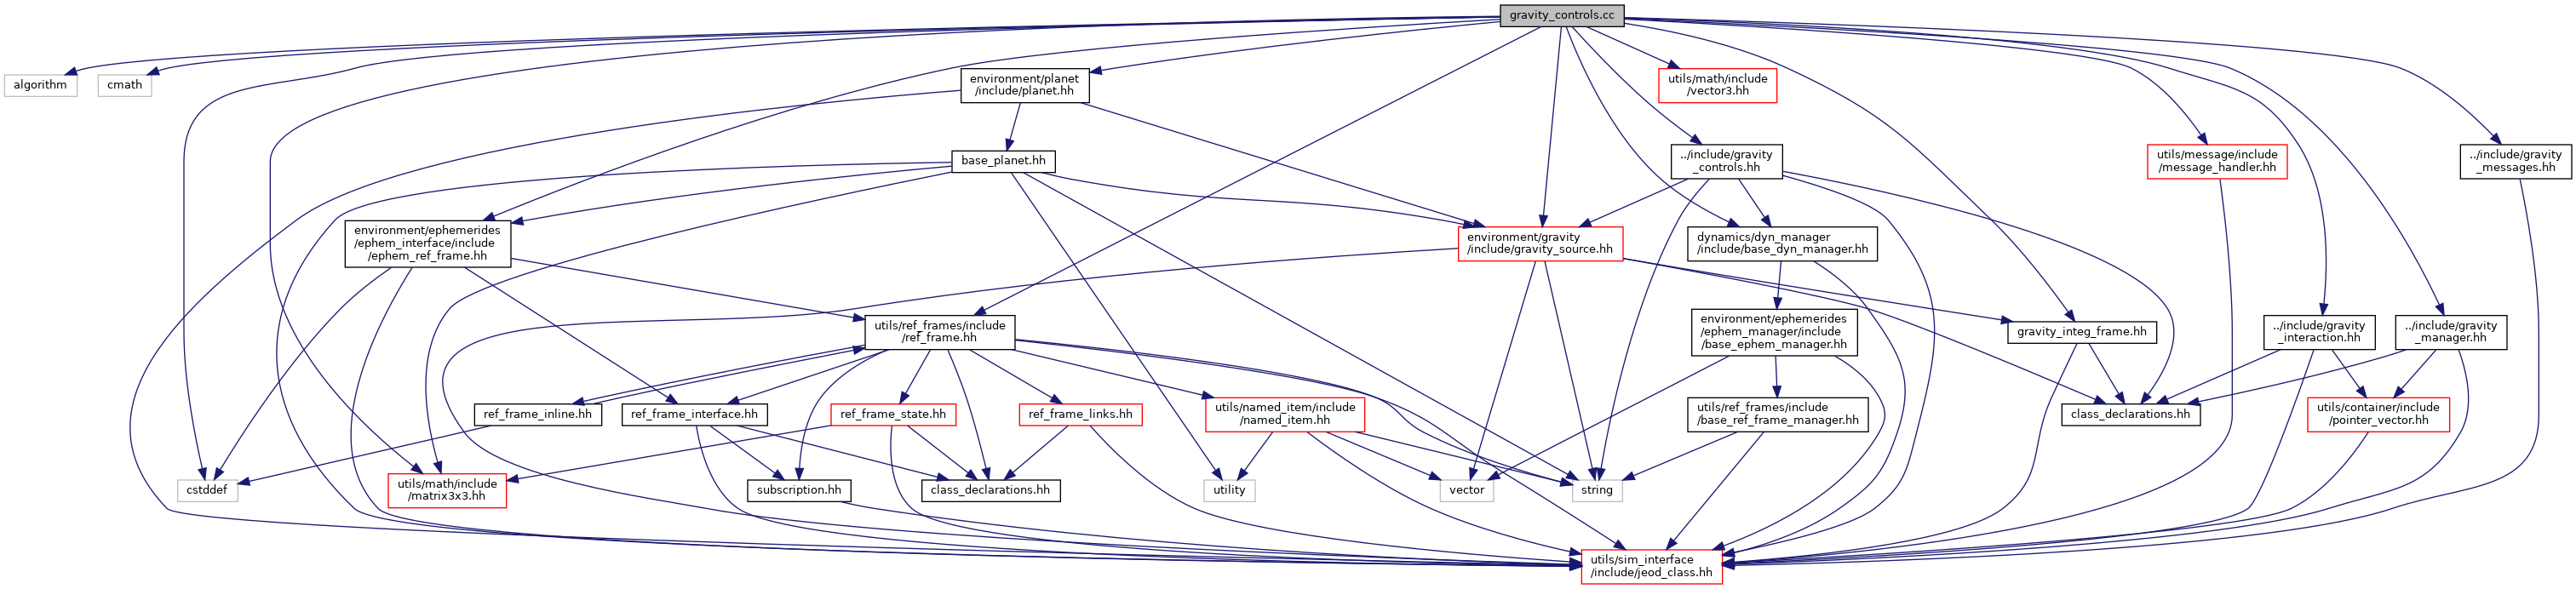 gravity_controls.cc
algorithm
cmath
environment/planet
/include/planet.hh
utils/math/include
/vector3.hh
base_planet.hh
../include/gravity
_controls.hh
utils/message/include
/message_handler.hh
../include/gravity
_messages.hh
environment/ephemerides
/ephem_interface/include
/ephem_ref_frame.hh
environment/gravity
/include/gravity_source.hh
dynamics/dyn_manager
/include/base_dyn_manager.hh
utils/ref_frames/include
/ref_frame.hh
environment/ephemerides
/ephem_manager/include
/base_ephem_manager.hh
gravity_integ_frame.hh
../include/gravity
_interaction.hh
../include/gravity
_manager.hh
ref_frame_inline.hh
ref_frame_interface.hh
ref_frame_state.hh
ref_frame_links.hh
utils/named_item/include
/named_item.hh
utils/ref_frames/include
/base_ref_frame_manager.hh
class_declarations.hh
utils/container/include
/pointer_vector.hh
cstddef
utils/math/include
/matrix3x3.hh
subscription.hh
class_declarations.hh
utility
vector
string
utils/sim_interface
/include/jeod_class.hh